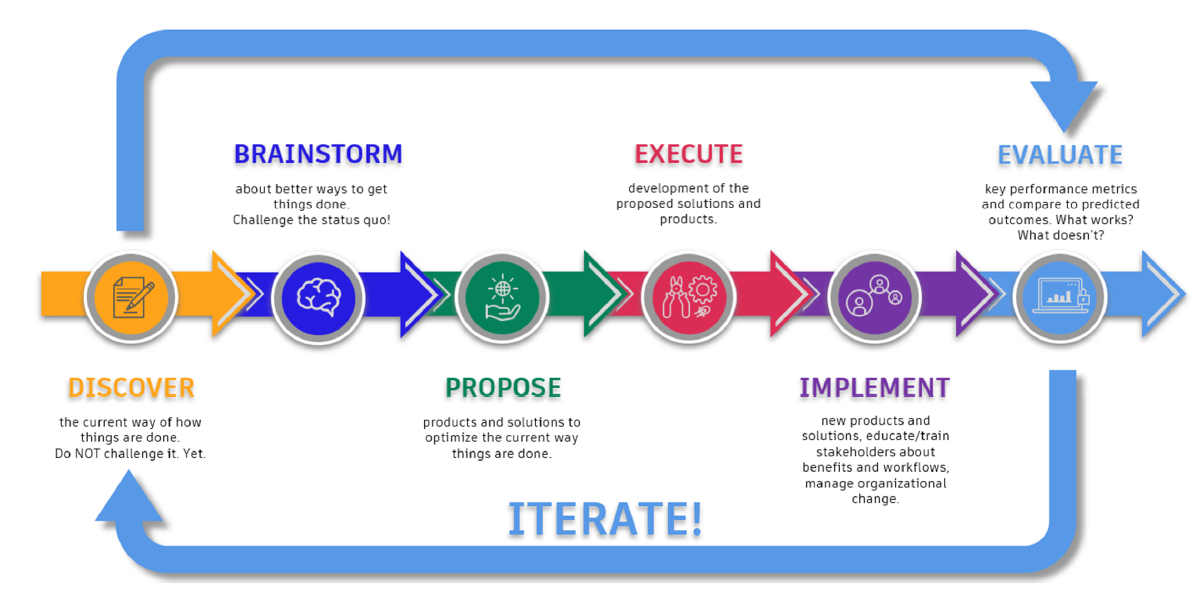 BRAINSTORM
about better ways to get
things done.
Challenge the status quo!
EXECUTE
development of the
proposed solutions and
products.
EVALUATE
key performance metrics
and compare to predicted
outcomes. What works?
What doesn't?
DISCOVER
the current way of how
things are done.
Do NOT challenge it. Yet.
PROPOSE
products and solutions to
optimize the current way
things are done.
IMPLEMENT
new products and
solutions, educate/train
stakeholders about
benefits and workflows,
manage organizational
change.
ITERATE!